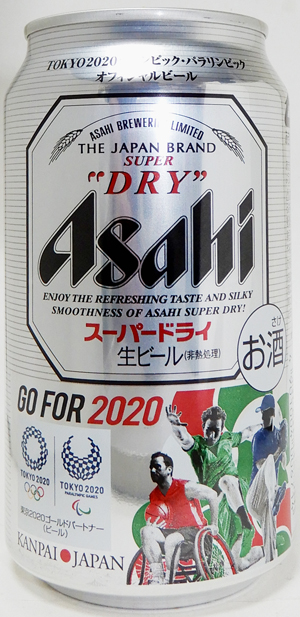 TOKYO2020 ンピック・パラリンピック
オフィシャルビール
ASAHI BREWERIES LIMITED
THE JAPAN BRAND
SUPER
"DRY"
Asahi
ENJOY THE REFRESHING TASTE AND SILKY
SMOOTHNESS OF ASAHI SUPER DRY!
スーパードライ
生ビール(非熱処理)
さけ
お酒
GO FOR 2020
TOKYO 2020
TOKYO 2020
PARALYMPIC GAMES
東京2020ゴールドパートナー
(ビール)
KANPAI JAPAN